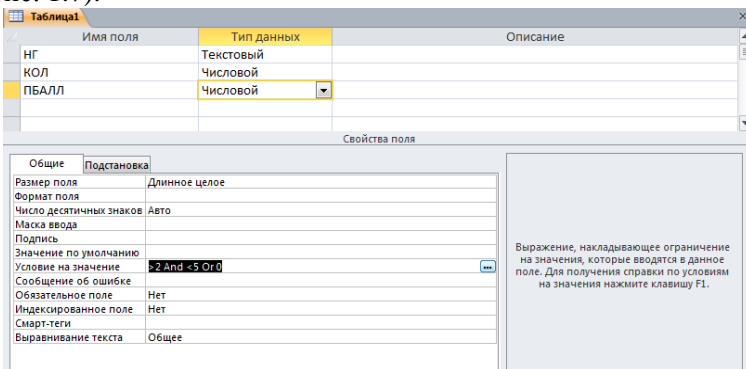 Таблица1
Имя поля Тип данных Описание
НГ Текстовый
КОЛ Числовой
ПБАЛЛ Числовой
Свойства поля
Общие Подстановка
Размер поля Длинное целое
Формат поля
Число десятичных знаков Авто
Маска ввода
Подпись
Значение по умолчанию
Условие на значение >2 And <5 Or 0
Сообщение об ошибке
Обязательное поле Нет
Индексированное поле Нет
Смарт-теги
Выравнивание текста Общее
Выражение, накладывающее ограничение
на значения, которые вводятся в данное
поле. Для получения справки по условиям
на значения нажмите клавишу F1.